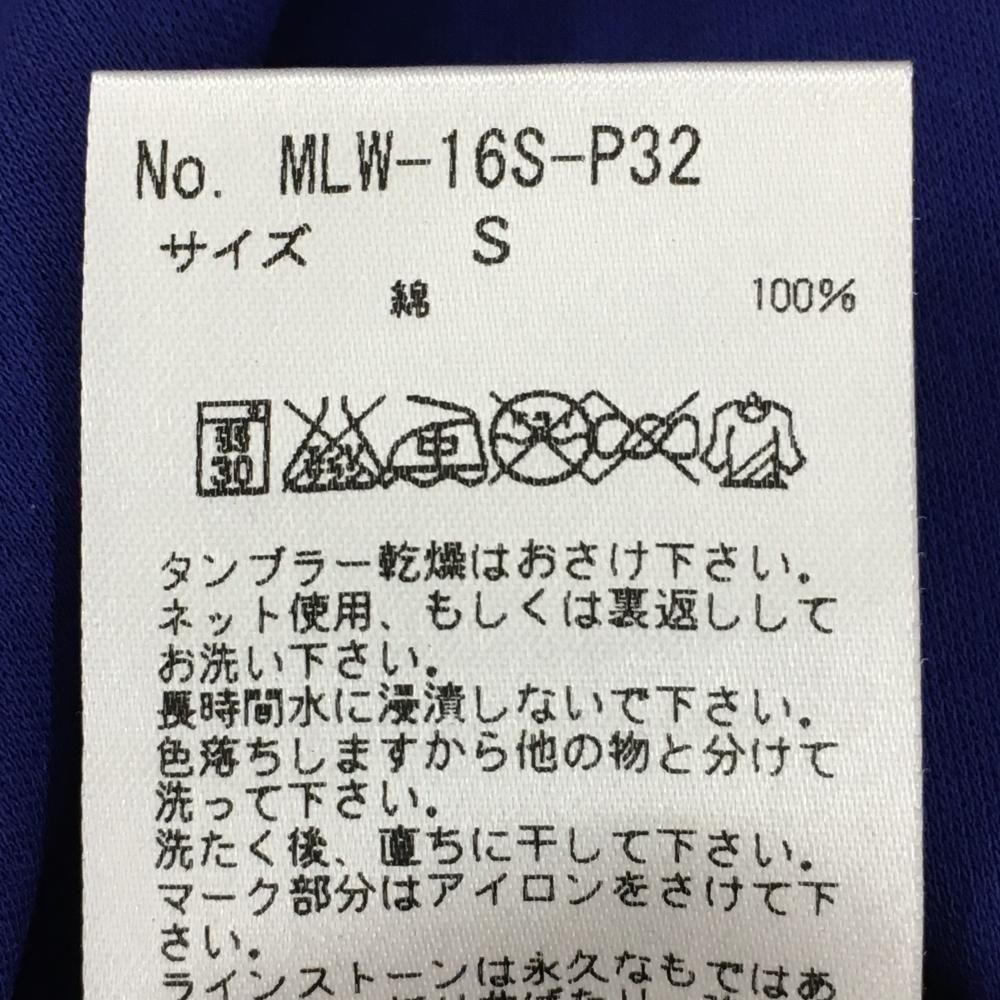 No. MLW-16S-P32
サイズ S
綿 100%
30 中
タンブラー乾燥はおさけ下さい。
ネット使用、もしくは裏返しして
お洗い下さい。
長時間水に浸漬しないで下さい。
色落ちしますから他の物と分けて
洗って下さい。
洗たく後、直ちに干して下さい。
マーク部分はアイロンをさけて下
さい。
ラインストーンは永久なもではあ